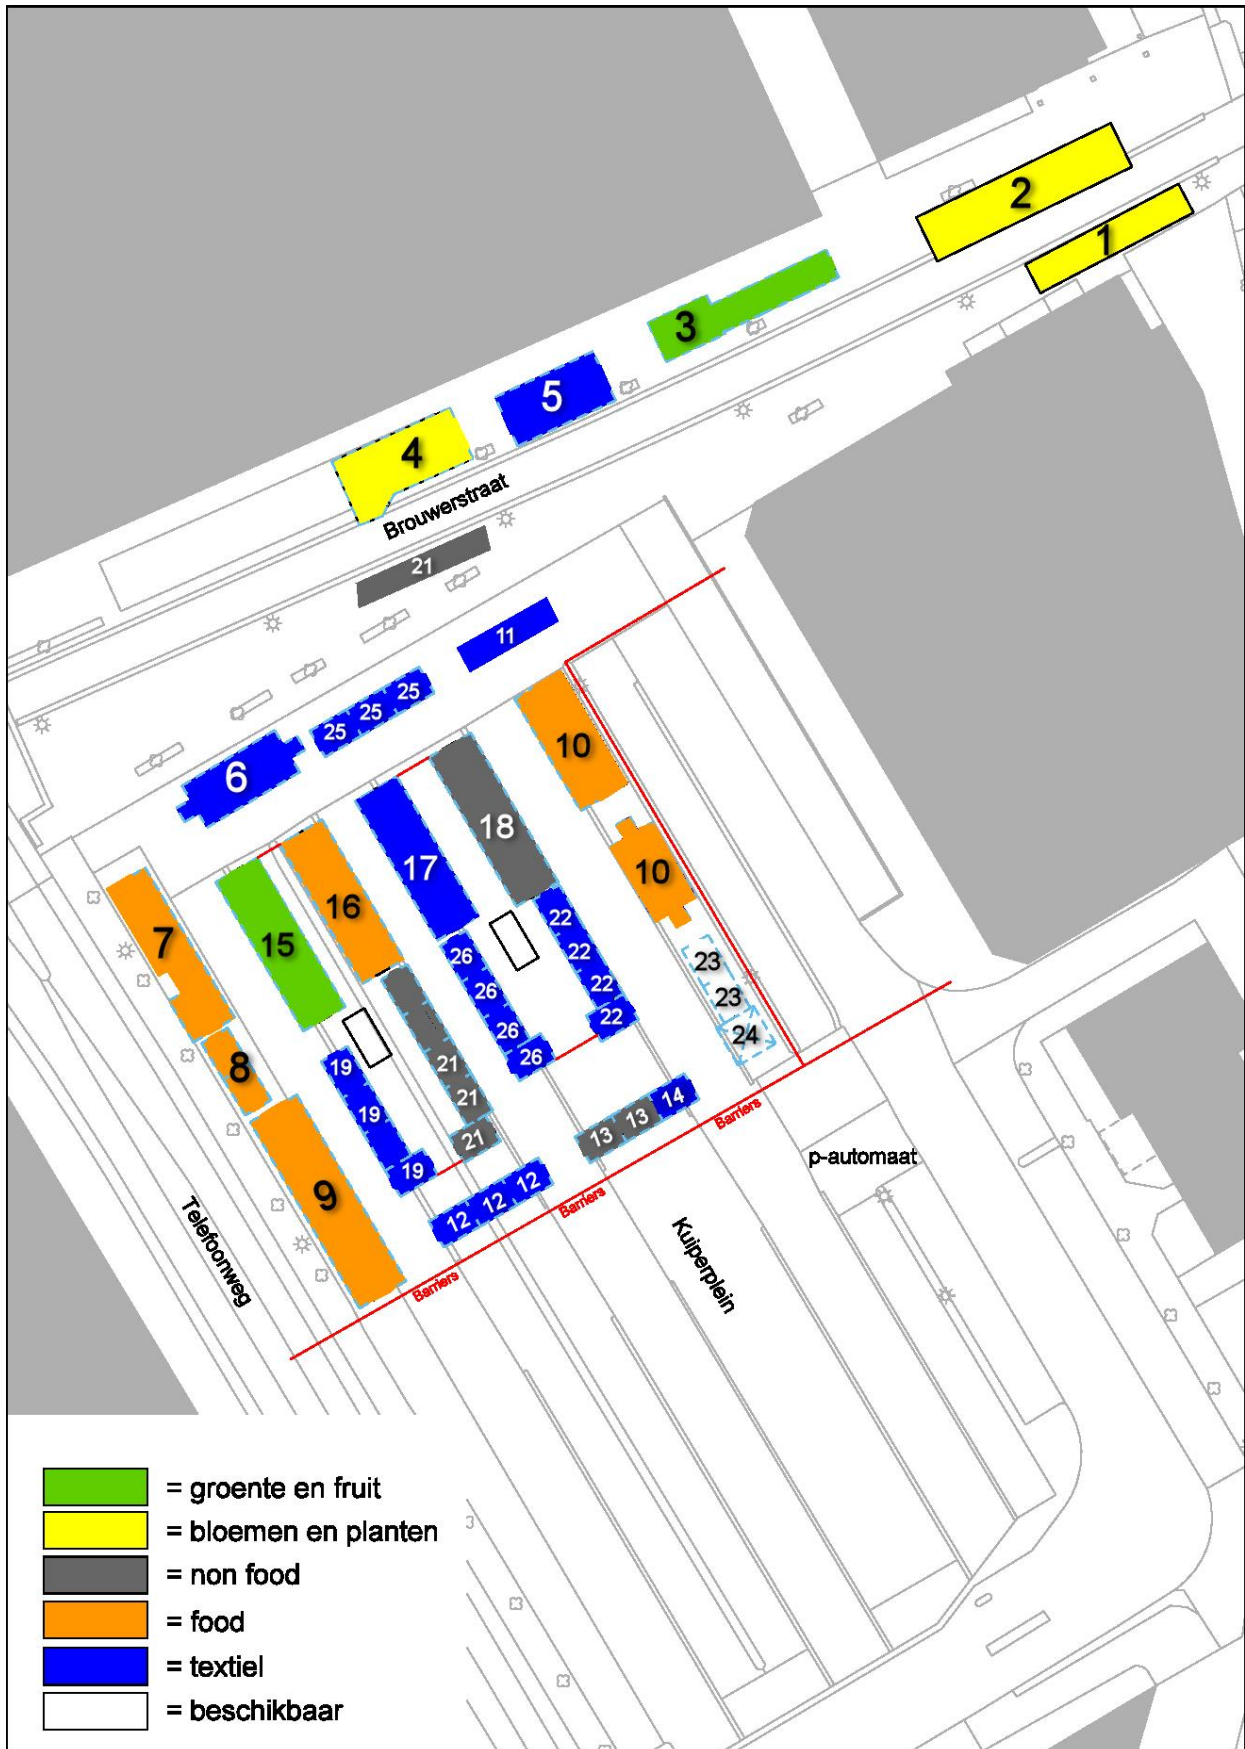 2
1
3
5
4
Brouwerstraat
21
11
25 25 25
6
10
18
17
16
15
7
10
22
22
22
22
26
26
26
26
23
23
24
8
19
19
19
21
21
21
9
14
13
13
12
12
12
Barriers
Barriers
Barriers
p-automaat
Telefoonweg
Kuiperplein
= groente en fruit
= bloemen en planten
= non food
= food
= textiel
= beschikbaar